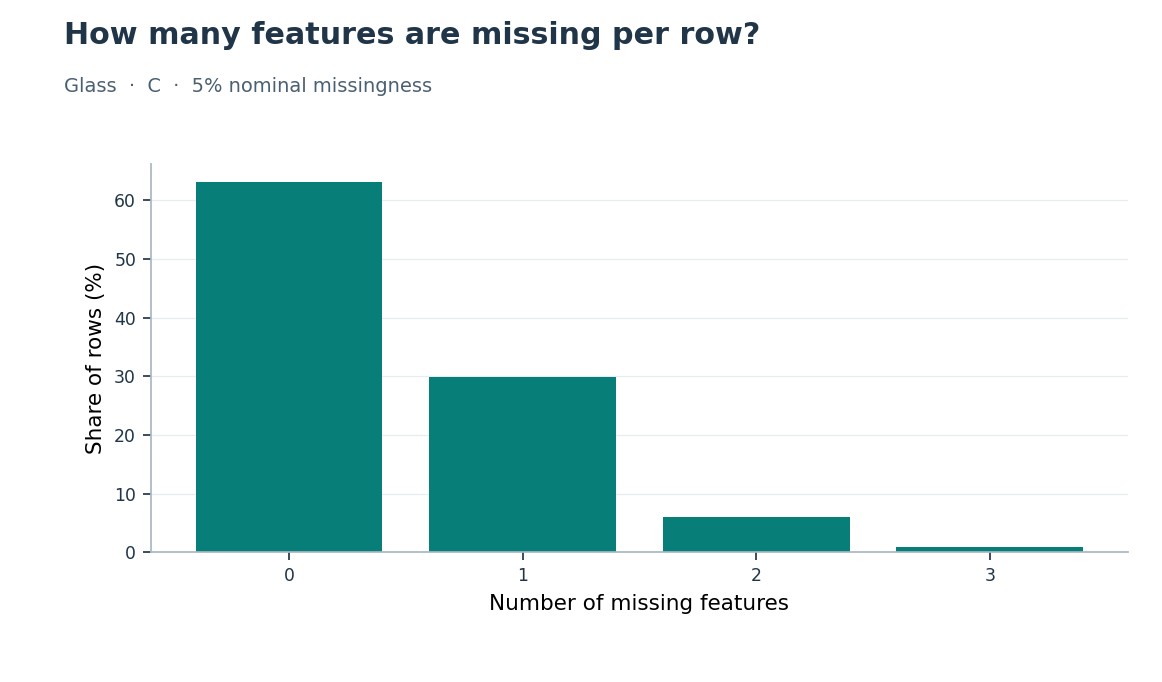 How many features are missing per row?
Glass · C · 5% nominal missingness
Share of rows (%)
60
50
40
30
20
10
0
0 1 2 3
Number of missing features